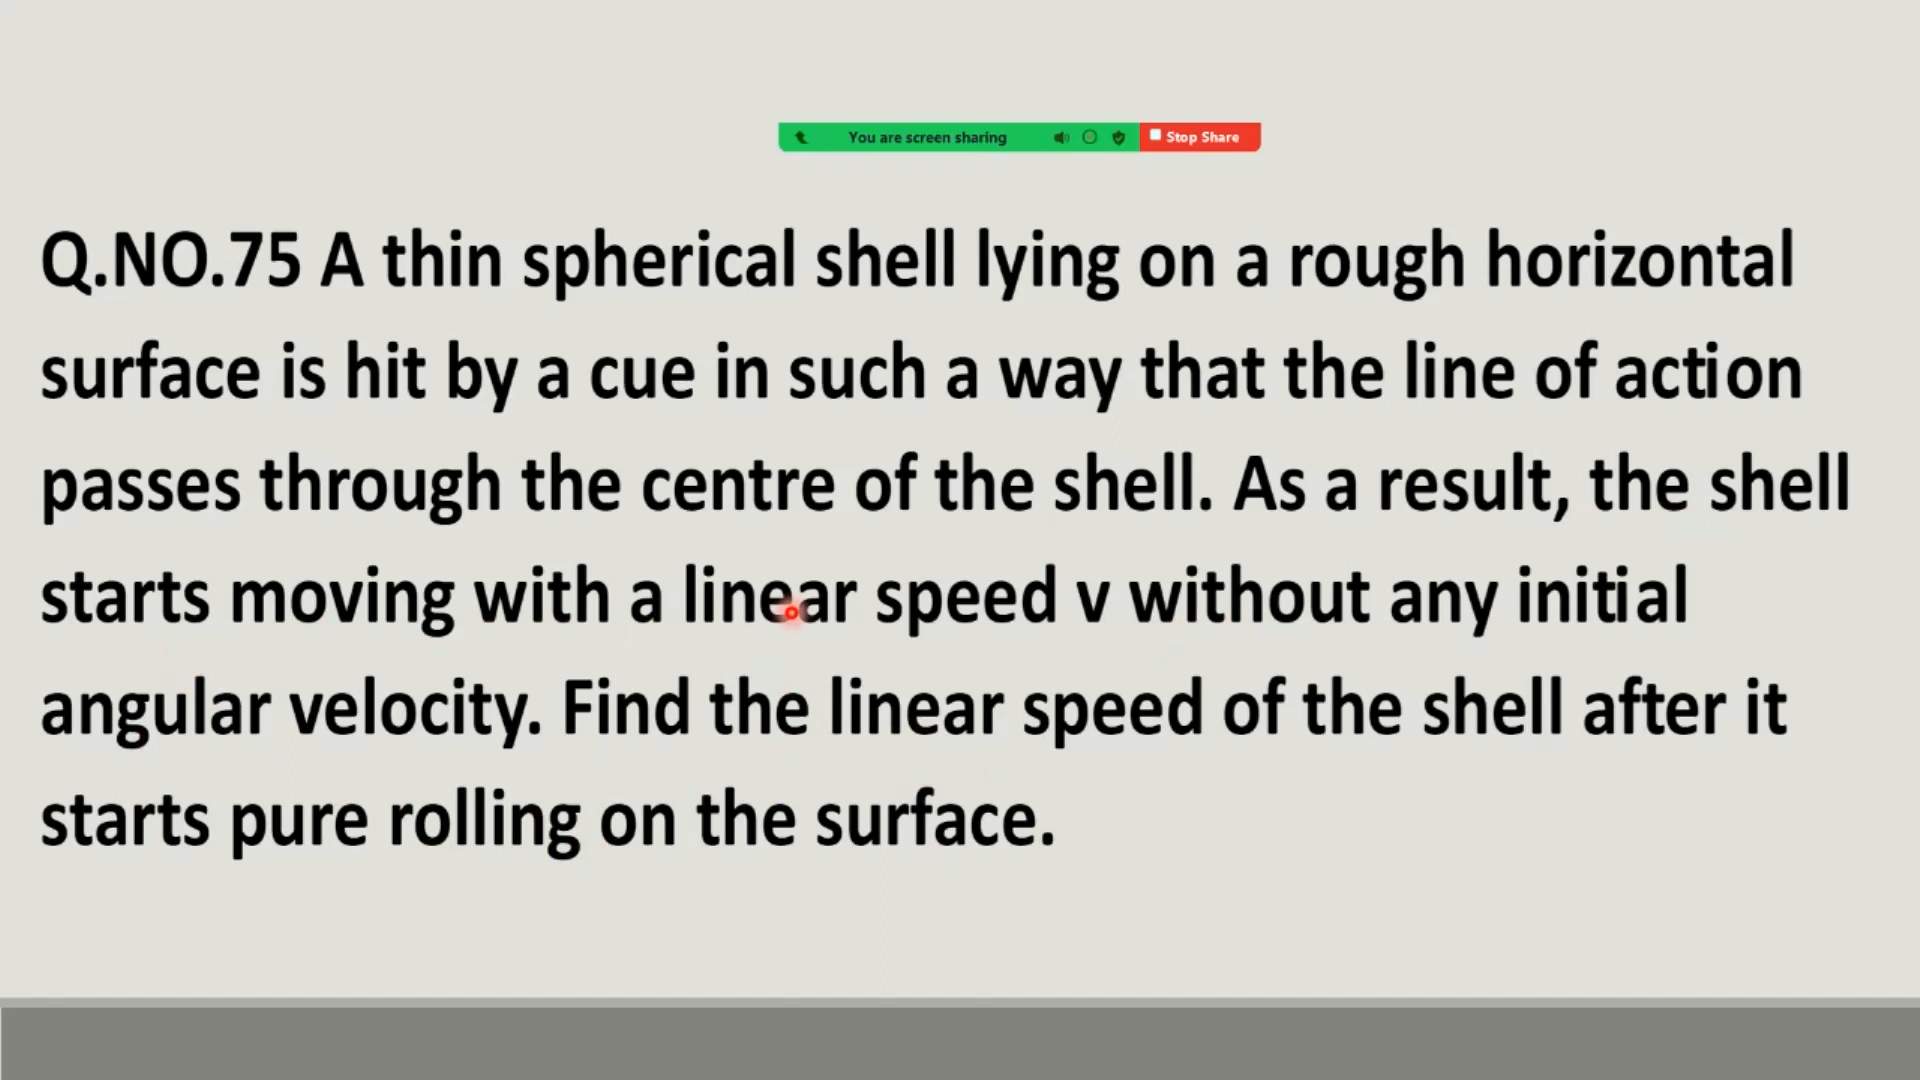 You are screen sharing Stop Share
Q.NO.75 A thin spherical shell lying on a rough horizontal
surface is hit by a cue in such a way that the line of action
passes through the centre of the shell. As a result, the shell
starts moving with a linear speed v without any initial
angular velocity. Find the linear speed of the shell after it
starts pure rolling on the surface.